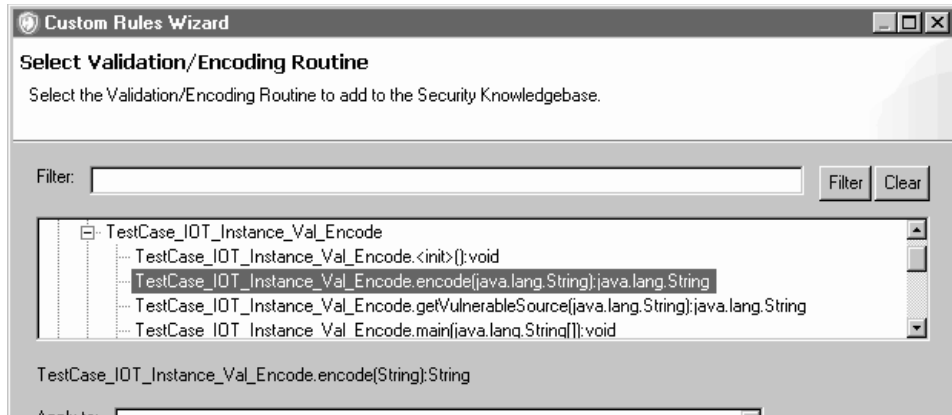 Custom Rules Wizard
Select Validation/Encoding Routine
Select the Validation/Encoding Routine to add to the Security Knowledgebase.
Filter: Filter Clear
TestCase_IOT_Instance_Val_Encode
TestCase_IOT_Instance_Val_Encode.<init>():void
TestCase_IOT_Instance_Val_Encode.encode(java.lang.String):java.lang.String
TestCase_IOT_Instance_Val_Encode.getVulnerableSource(java.lang.String):java.lang.String
TestCase_IOT_Instance_Val_Encode.main(java.lang.String[]):void
TestCase_IOT_Instance_Val_Encode.encode(String):String
Apply to: